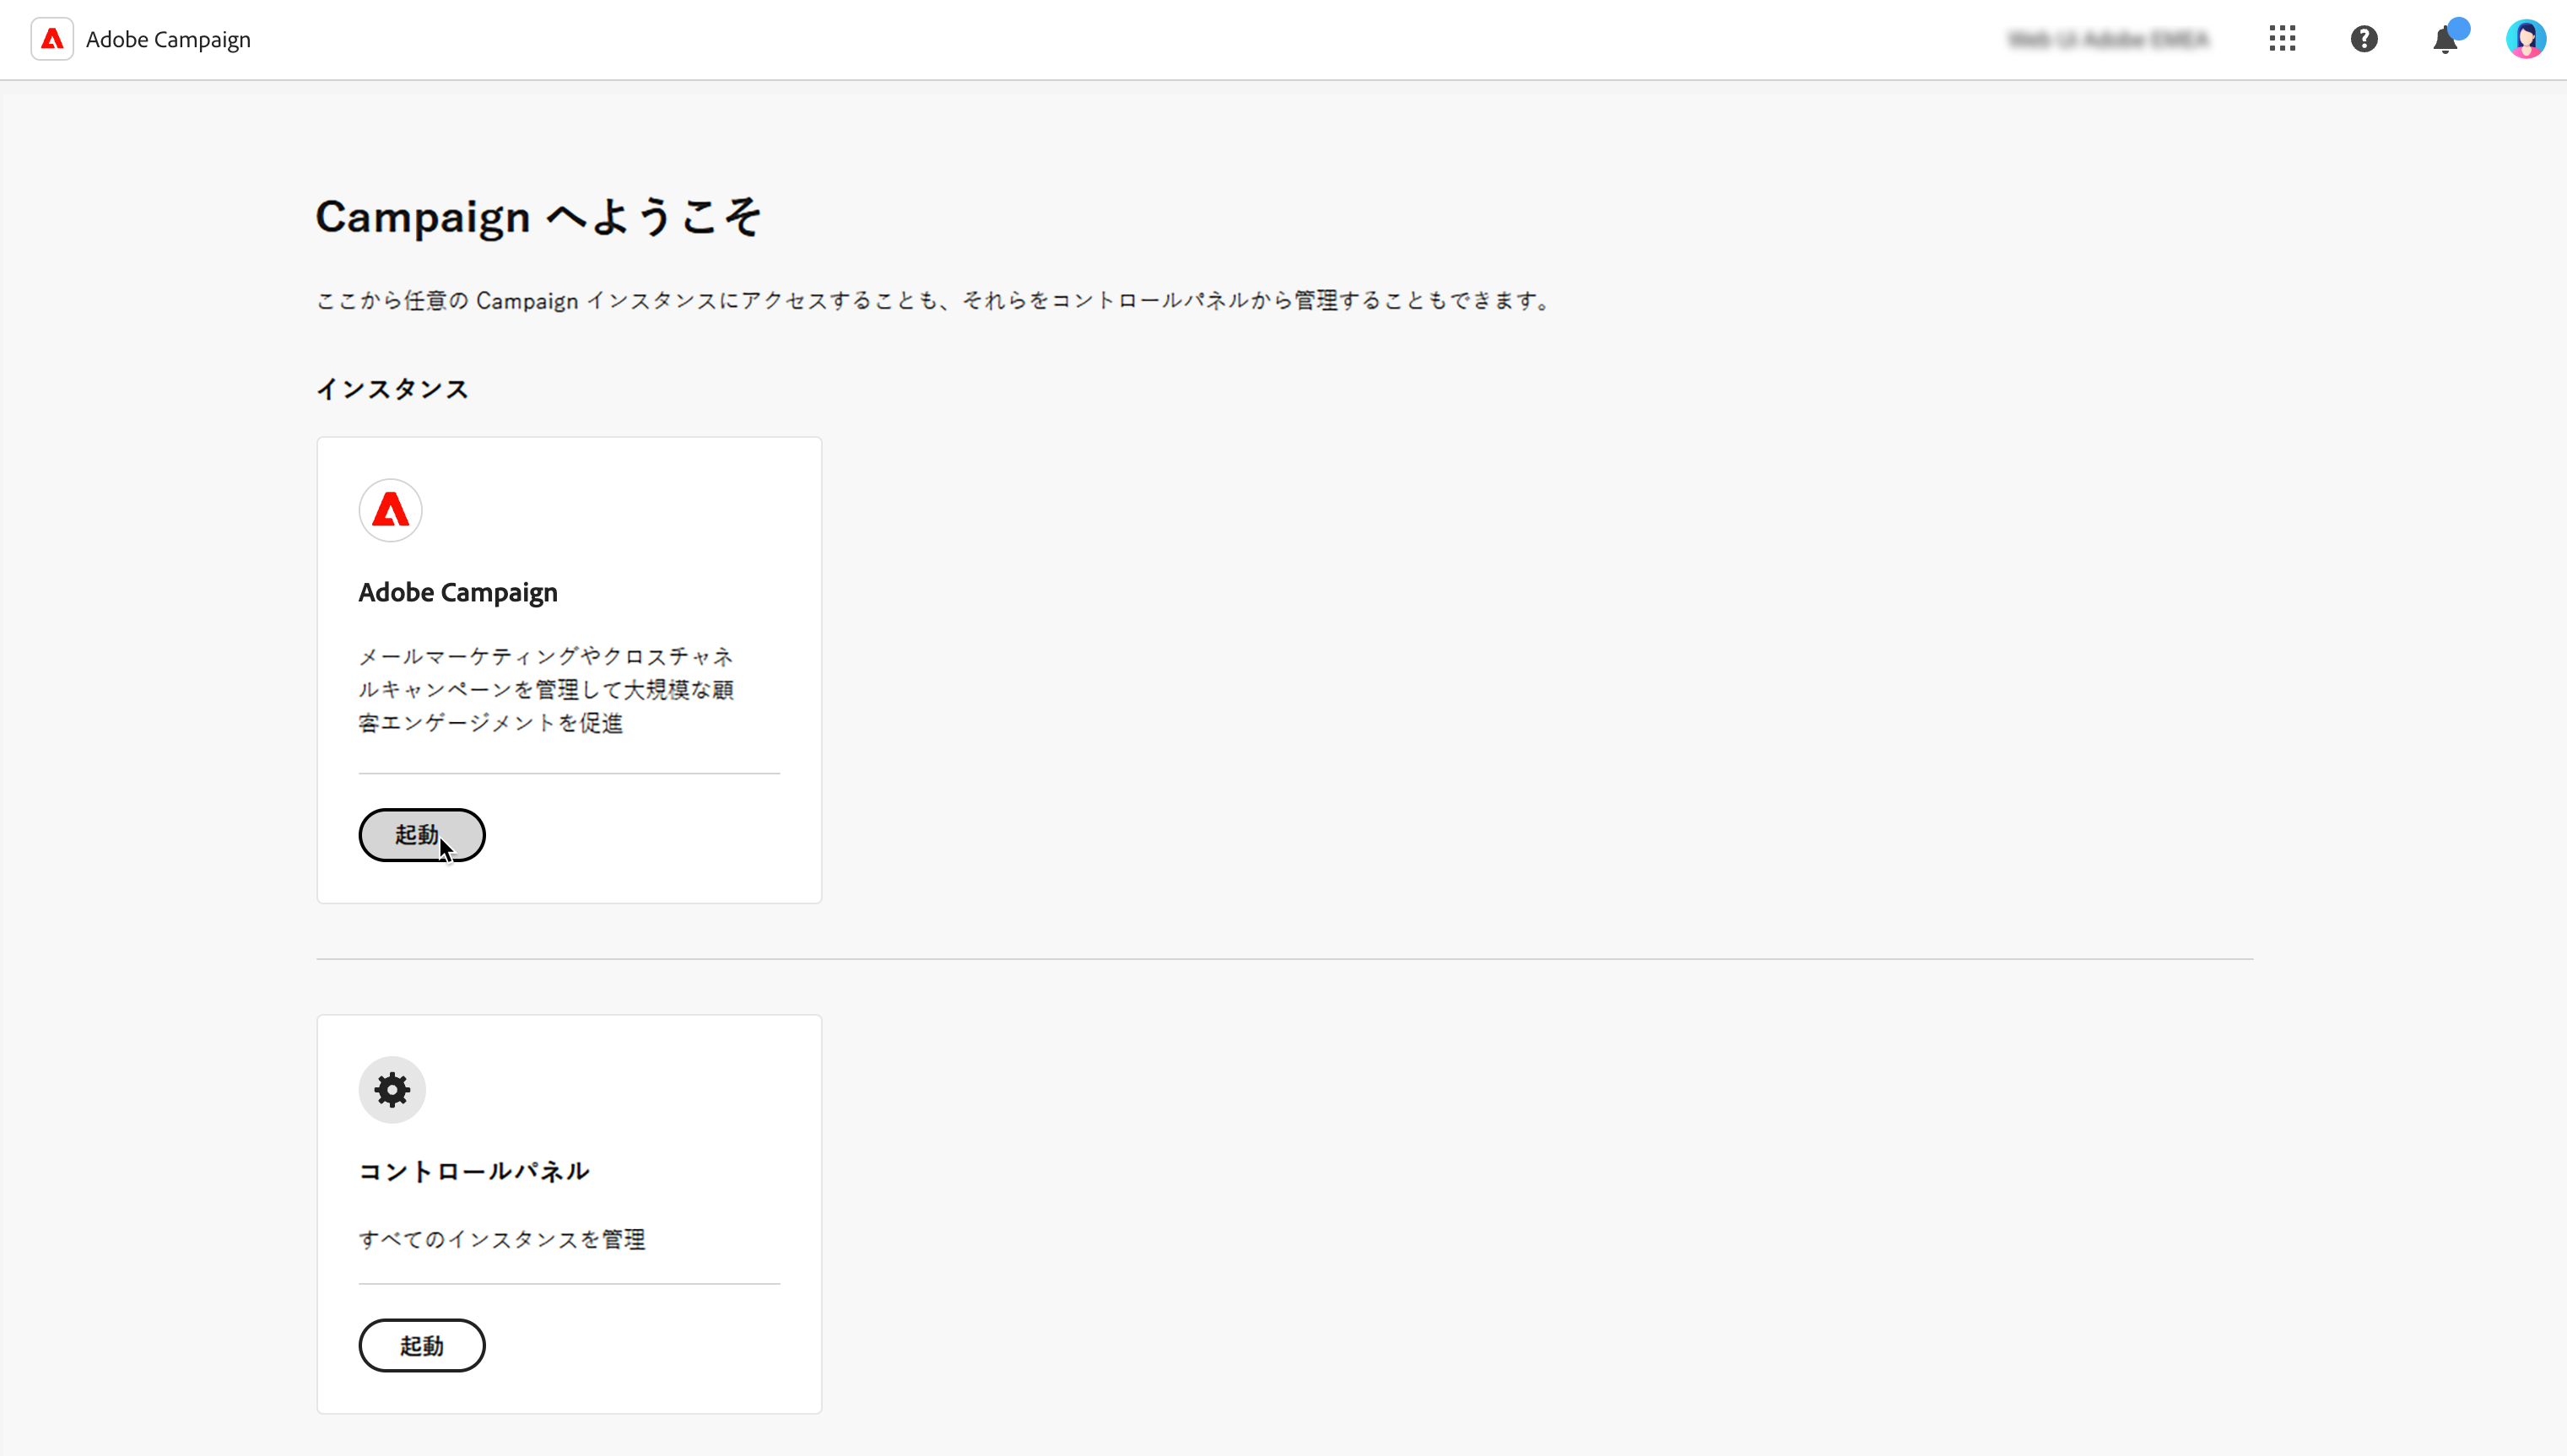 Adobe Campaign
Campaign へようこそ
ここから任意の Campaign インスタンスにアクセスすることも、それらをコントロールパネルから管理することもできます。
インスタンス
Adobe Campaign
メールマーケティングやクロスチャネ
ルキャンペーンを管理して大規模な顧
客エンゲージメントを促進
起動
コントロールパネル
すべてのインスタンスを管理
起動